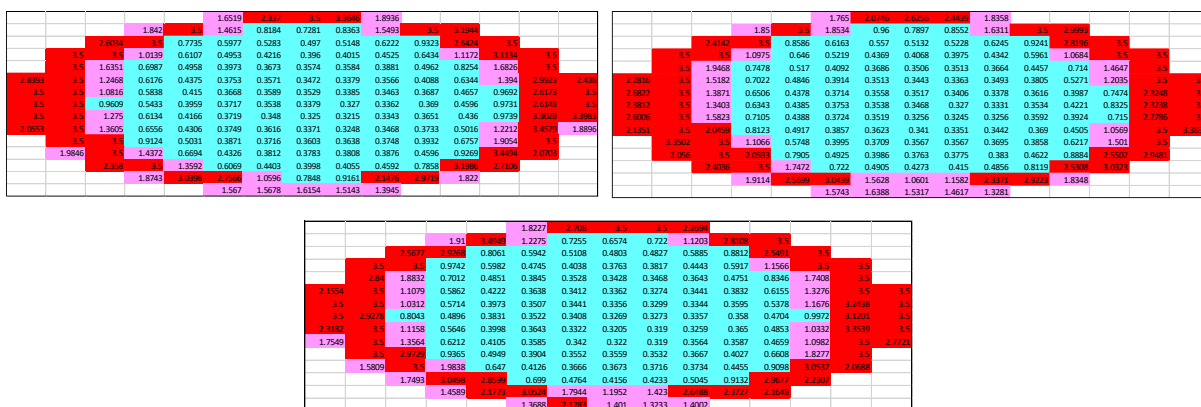 1.6519 2.337 3.5 3.3646 1.8936
1.842 3.5 1.4615 0.8184 0.7281 0.8363 1.5493 3.5 3.1944
2.6034 3.5 0.7735 0.5977 0.5283 0.497 0.5148 0.6222 0.9323 2.6424 3.5
3.5 3.5 1.0139 0.6107 0.4953 0.4216 0.396 0.4015 0.4525 0.6434 1.1172 3.1134 3.5
3.5 1.6351 0.6987 0.4958 0.3973 0.3673 0.3574 0.3584 0.3881 0.4962 0.8254 1.6826 3.5
2.8393 3.5 1.2468 0.6176 0.4375 0.3753 0.3571 0.3472 0.3379 0.3566 0.4088 0.6344 1.394 2.9923 2.439
3.5 3.5 1.0816 0.5838 0.415 0.3668 0.3589 0.3529 0.3385 0.3463 0.3687 0.4657 0.9692 2.6173 3.5
3.5 3.5 0.9609 0.5433 0.3959 0.3717 0.3538 0.3379 0.327 0.3362 0.369 0.4596 0.9731 2.6148 3.5
3.5 3.5 1.275 0.6134 0.4166 0.3719 0.348 0.325 0.3215 0.3343 0.3651 0.436 0.9739 3.3028 3.3983
2.0553 3.5 1.3605 0.6556 0.4306 0.3749 0.3616 0.3371 0.3248 0.3468 0.3733 0.5016 1.2212 3.4579 1.8896
3.5 3.5 0.9124 0.5031 0.3871 0.3716 0.3603 0.3638 0.3748 0.3932 0.6757 1.9054 3.5
1.9846 3.5 1.4372 0.6694 0.4326 0.3812 0.3783 0.3808 0.3876 0.4596 0.9269 3.4494 2.0703
2.358 3.5 1.3592 0.6069 0.4403 0.3998 0.4055 0.4592 0.7858 3.1986 2.7106
1.8743 3.0398 2.7566 1.0596 0.7848 0.9161 2.1476 2.9719 1.822
1.567 1.5678 1.6154 1.5143 1.3945
1.765 2.0746 2.6256 2.4439 1.8358
1.85 3.5 1.8534 0.96 0.7897 0.8552 1.6311 3.5 2.9993
2.4142 3.5 0.8586 0.6163 0.557 0.5132 0.5228 0.6245 0.9241 2.8196 3.5
3.5 3.5 1.0975 0.646 0.5219 0.4369 0.4068 0.3975 0.4342 0.5961 1.0684 3.5 3.5
3.5 1.9468 0.7478 0.517 0.4092 0.3686 0.3506 0.3513 0.3664 0.4457 0.714 1.4647 3.5
2.2816 3.5 1.5182 0.7022 0.4846 0.3914 0.3513 0.3443 0.3363 0.3493 0.3805 0.5271 1.2035 3.5
2.6822 3.5 1.3871 0.6506 0.4378 0.3714 0.3558 0.3517 0.3406 0.3378 0.3616 0.3987 0.7474 2.3248
2.3812 3.5 1.3403 0.6343 0.4385 0.3753 0.3538 0.3468 0.327 0.3331 0.3534 0.4221 0.8325 2.3238
2.6006 3.5 1.5823 0.7105 0.4388 0.3724 0.3519 0.3256 0.3245 0.3256 0.3592 0.3924 0.715 2.2786
2.1351 3.5 2.0459 0.8123 0.4917 0.3857 0.3623 0.341 0.3351 0.3442 0.369 0.4505 1.0569 3.5
3.3502 3.5 1.1066 0.5748 0.3995 0.3709 0.3567 0.3567 0.3695 0.3858 0.6217 1.501 3.5
2.056 3.5 2.0593 0.7905 0.4925 0.3986 0.3763 0.3775 0.383 0.4622 0.8884 2.5502 2.9481
2.4036 3.5 1.7472 0.722 0.4905 0.4273 0.415 0.4856 0.8119 2.5308 3.0323
1.9114 2.5699 3.0439 1.5628 1.0601 1.1582 2.3371 2.9223 1.8348
1.5743 1.6388 1.5317 1.4617 1.3281
1.8227 2.708 3.5 3.5 2.2694
1.91 3.4949 1.2275 0.7255 0.6574 0.722 1.1203 2.8108 3.5
2.5677 2.9268 0.8061 0.5942 0.5108 0.4803 0.4827 0.5885 0.8812 2.5491 3.5
3.5 3.5 0.9742 0.5982 0.4745 0.4038 0.3763 0.3817 0.4443 0.5917 1.1566 3.5 3.5
2.84 1.8832 0.7012 0.4851 0.3845 0.3528 0.3428 0.3468 0.3643 0.4751 0.8346 1.7408 3.5
2.1554 3.5 1.1079 0.5862 0.4222 0.3638 0.3412 0.3362 0.3274 0.3441 0.3832 0.6155 1.3276 3.5 3.5
3.5 3.5 1.0312 0.5714 0.3973 0.3507 0.3441 0.3356 0.3299 0.3344 0.3595 0.5378 1.1676 3.2438 3.5
3.5 2.9278 0.8043 0.4896 0.3831 0.3522 0.3408 0.3269 0.3273 0.3357 0.358 0.4704 0.9972 3.1201 3.5
2.3182 3.5 1.1158 0.5646 0.3998 0.3643 0.3322 0.3205 0.319 0.3259 0.365 0.4853 1.0332 3.3539 3.5
1.7549 3.5 1.3564 0.6212 0.4105 0.3585 0.342 0.322 0.319 0.3564 0.3587 0.4659 1.0982 3.5 2.7721
3.5 2.9729 0.9365 0.4949 0.3904 0.3552 0.3559 0.3532 0.3667 0.4027 0.6608 1.8277 3.5
1.5809 3.5 1.9838 0.647 0.4126 0.3666 0.3673 0.3716 0.3734 0.4455 0.9098 3.0537 2.0688
1.7493 3.0498 2.8599 0.699 0.4764 0.4156 0.4233 0.5045 0.9132 2.9677 2.2307
1.4589 2.1773 3.0524 1.7944 1.1952 1.423 2.6488 2.3727 2.1648
1.3688 2.1783 1.401 1.3233 1.4002